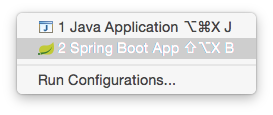 1 Java Application ⌥⌘X J
2 Spring Boot App ⇧⌥X B
Run Configurations...